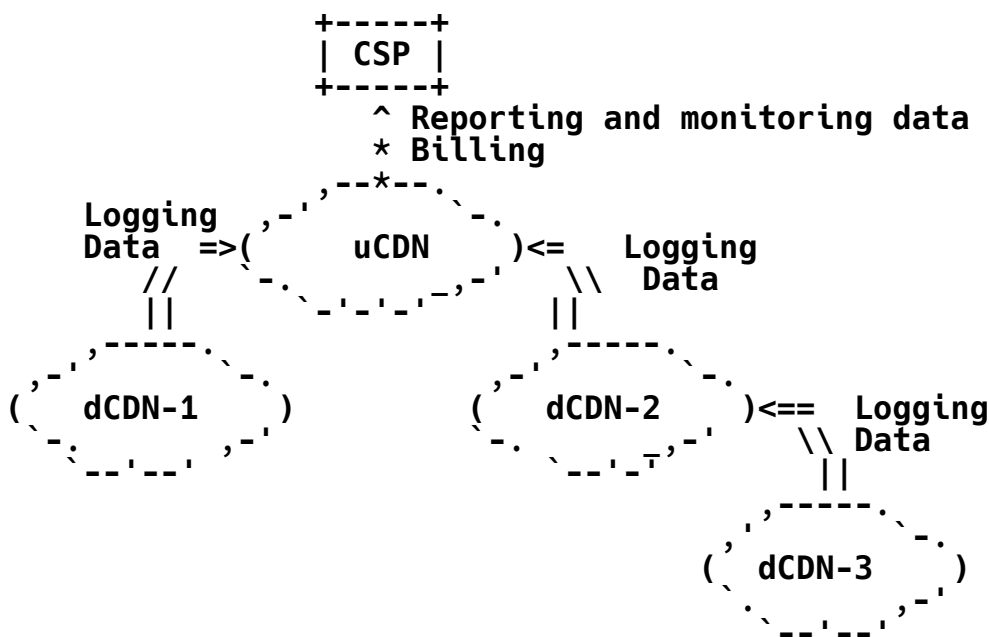 CSP
Reporting and monitoring data
Billing
Logging
Data
uCDN
Logging
Data
dCDN-1
dCDN-2
Logging
Data
dCDN-3